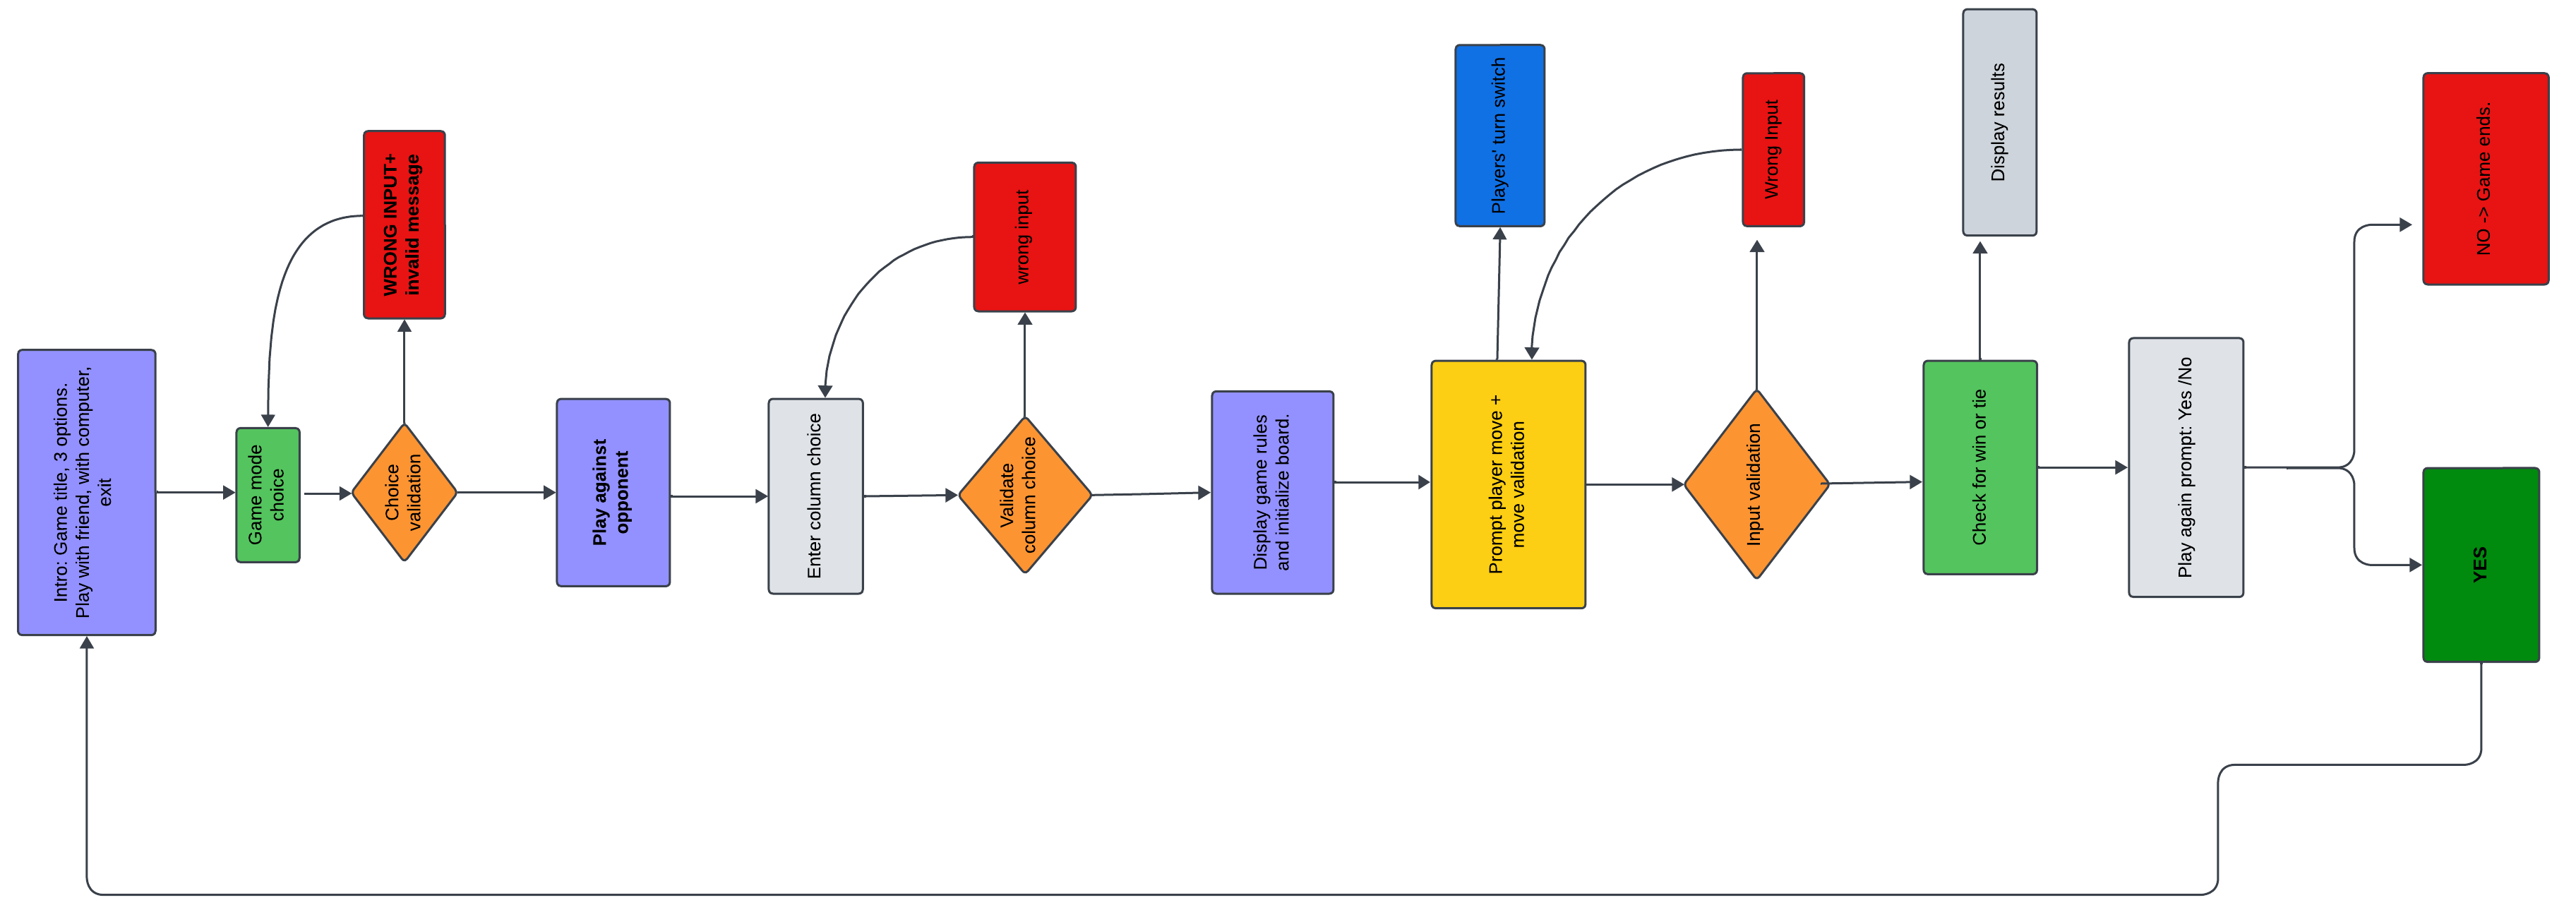 Intro: Game title, 3 options.
Play with friend, with computer,
exit
Game mode
choice
WRONG INPUT+
invalid message
Choice
validation
Play against
opponent
Enter column choice
wrong input
Validate
column choice
Display game rules
and initialize board.
Players' turn switch
Prompt player move +
move validation
Wrong Input
Input validation
Display results
Check for win or tie
Play again prompt: Yes /No
NO -> Game ends.
YES